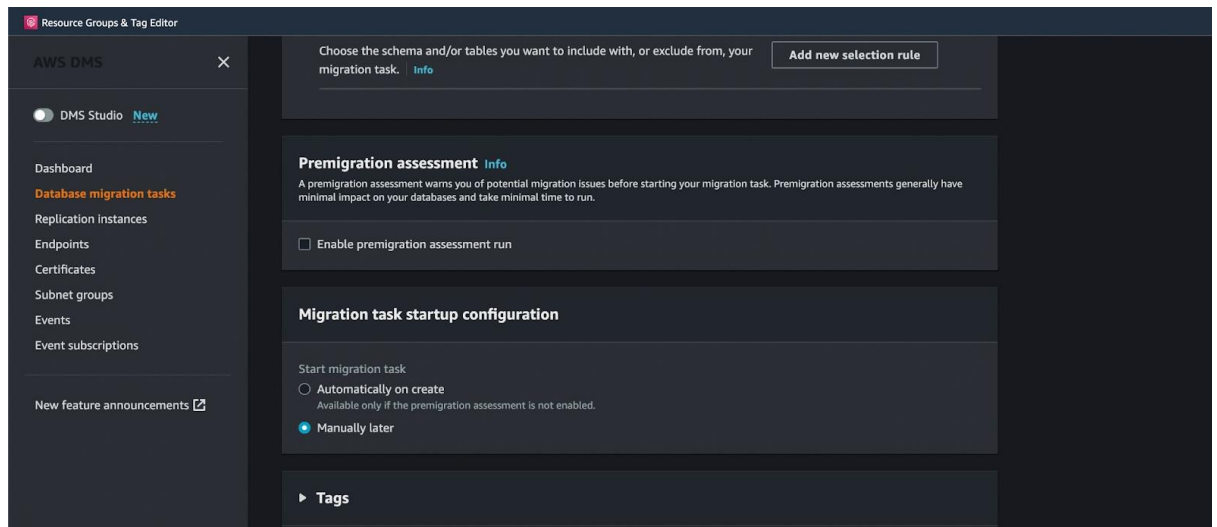 Resource Groups & Tag Editor
AWS DMS
DMS Studio New
Dashboard
Database migration tasks
Replication instances
Endpoints
Certificates
Subnet groups
Events
Event subscriptions
New feature announcements
Choose the schema and/or tables you want to include with, or exclude from, your
migration task. Info
Add new selection rule
Premigration assessment Info
A premigration assessment warns you of potential migration issues before starting your migration task. Premigration assessments generally have
minimal impact on your databases and take minimal time to run.
Enable premigration assessment run
Migration task startup configuration
Start migration task
Automatically on create
Available only if the premigration assessment is not enabled.
Manually later
Tags